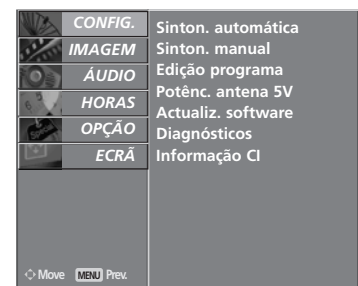 CONFIG.
IMAGEM
ÁUDIO
HORAS
OPÇÃO
ECRÃ
Sinton. automática
Sinton. manual
Edição programa
Potênc. antena 5V
Actualiz. software
Diagnósticos
Informação CI
Move MENU Prev.